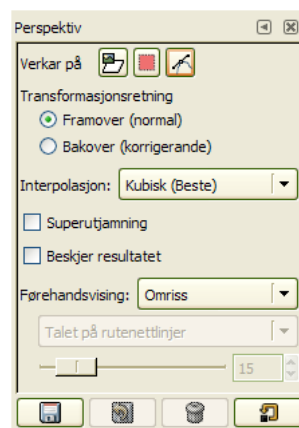 Perspektiv
Verkar på
Transformasjonsretning
Framover (normal)
Bakover (korrigerande)
Interpolasjon: Kubisk (Beste)
Superutjamning
Beskjer resultatet
Førehandsvising: Omriss
Talet på rutenettlinjer
15